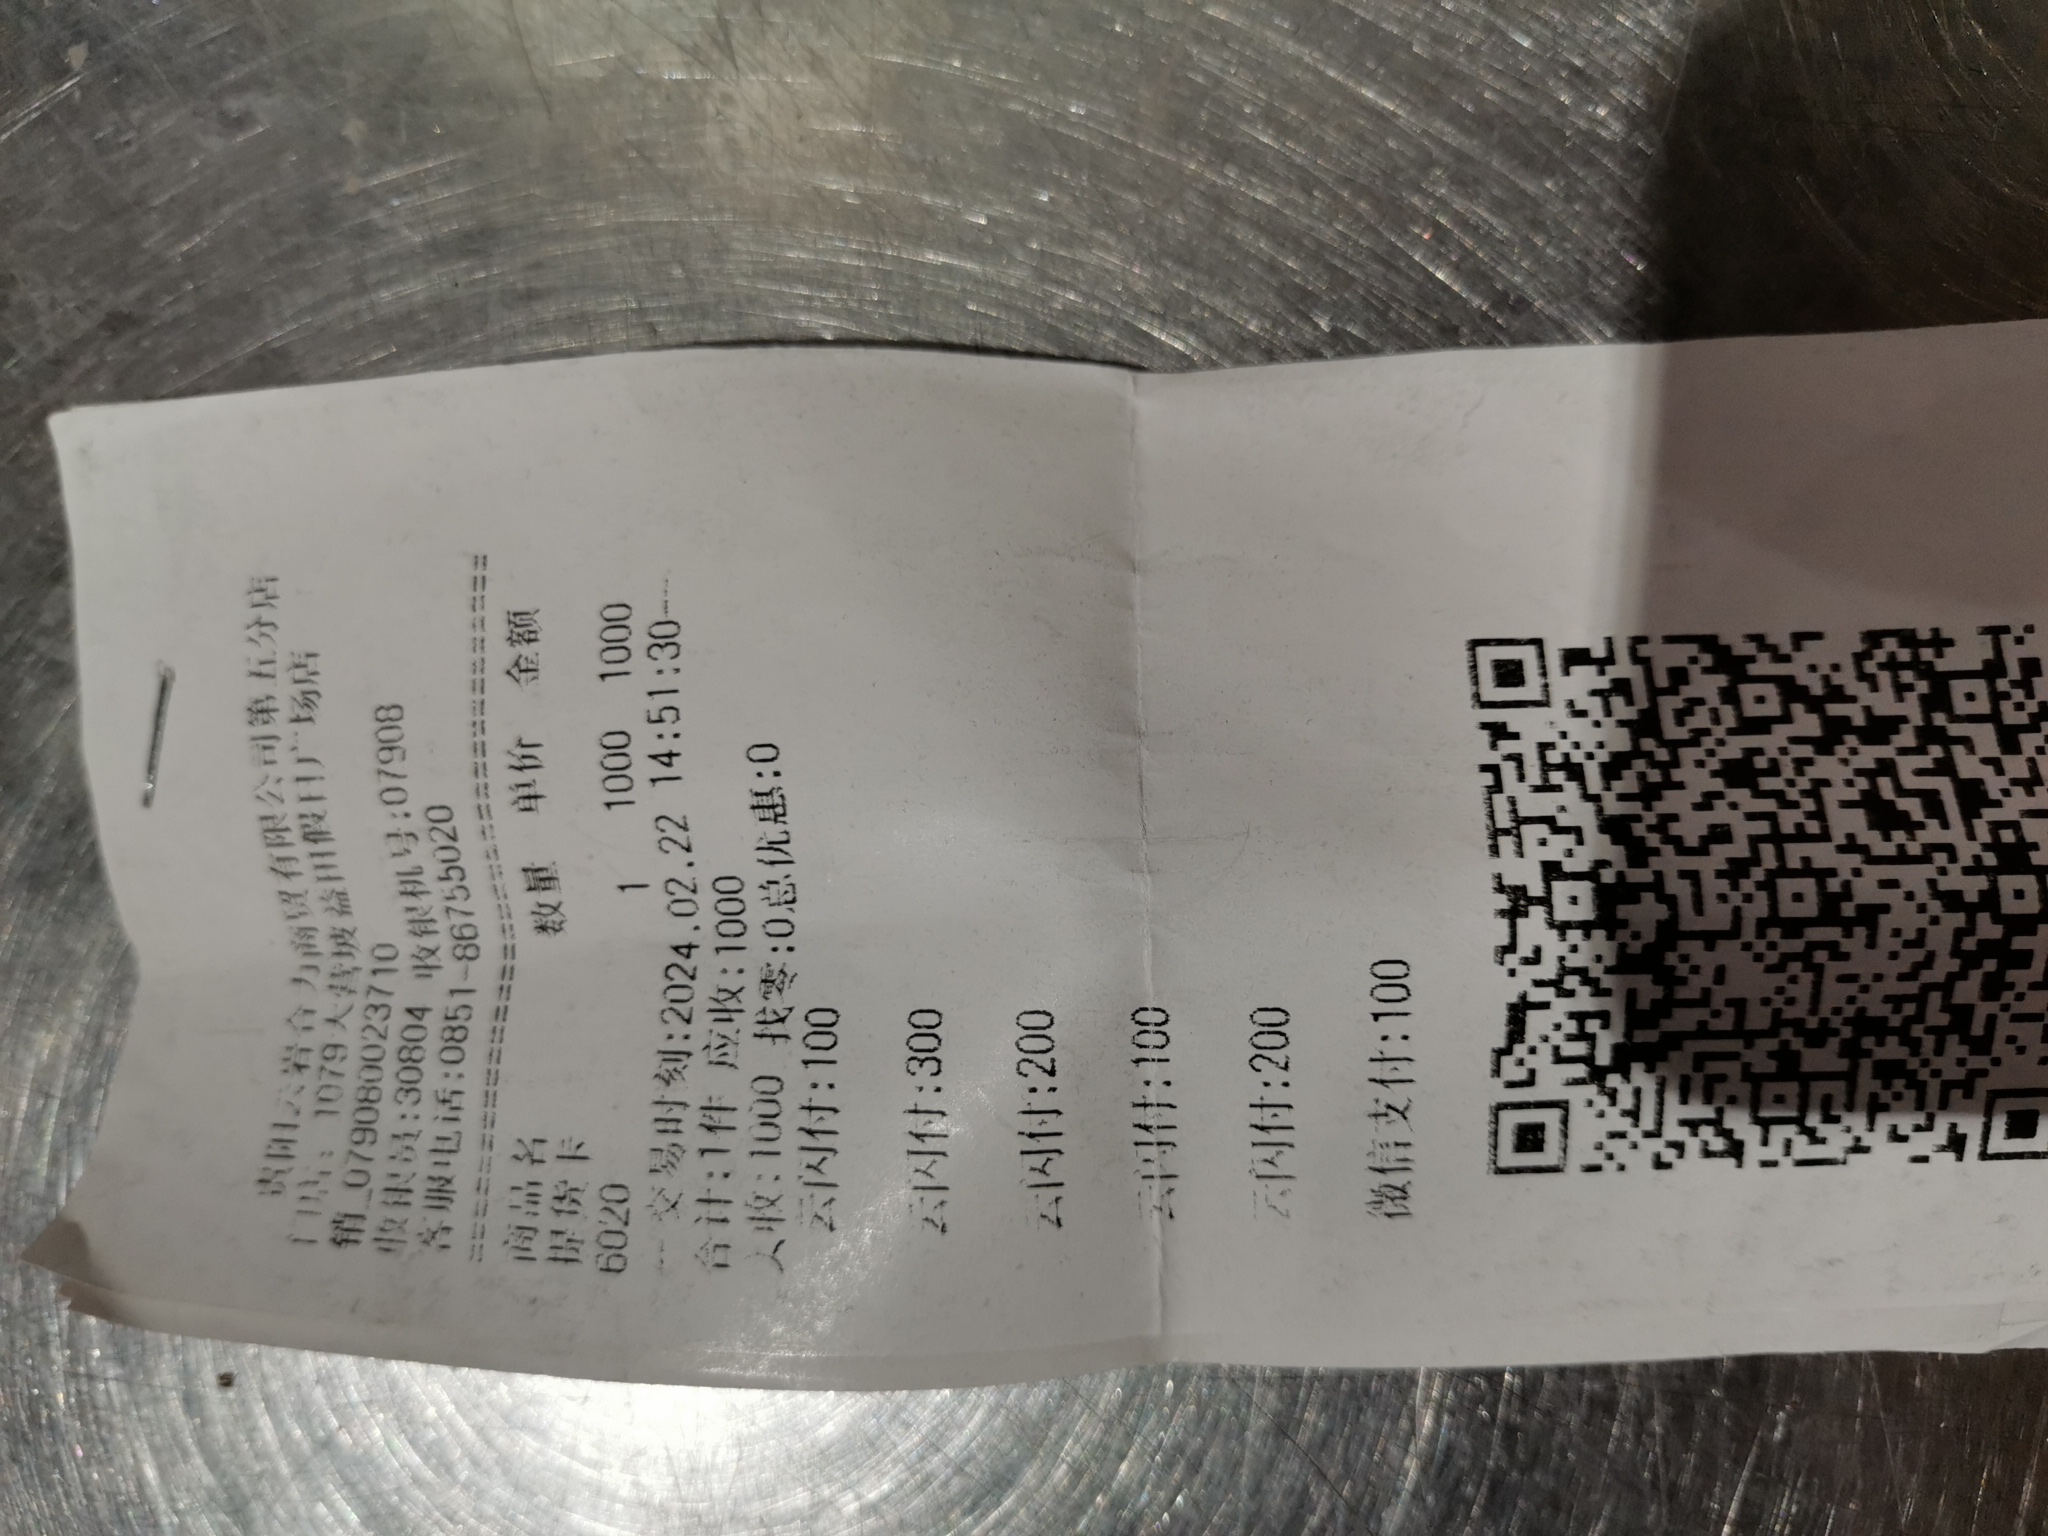 贵阳云岩合力商贸有限公司第五分店
门店: 1079大营坡益田假日广场店
销_0790800023710
收银员:30804 收银机号:07908
客服电话:0851-86755020
================================
商品名 数量 单价 金额
提货卡
6020 1 1000 1000
--交易时刻:2024.02.22 14:51:30----
合计:1件 应收:1000
人收:1000 找零:0总优惠:0
云闪付:100
云闪付:300
云闪付:200
云闪付:100
云闪付:200
微信支付:100